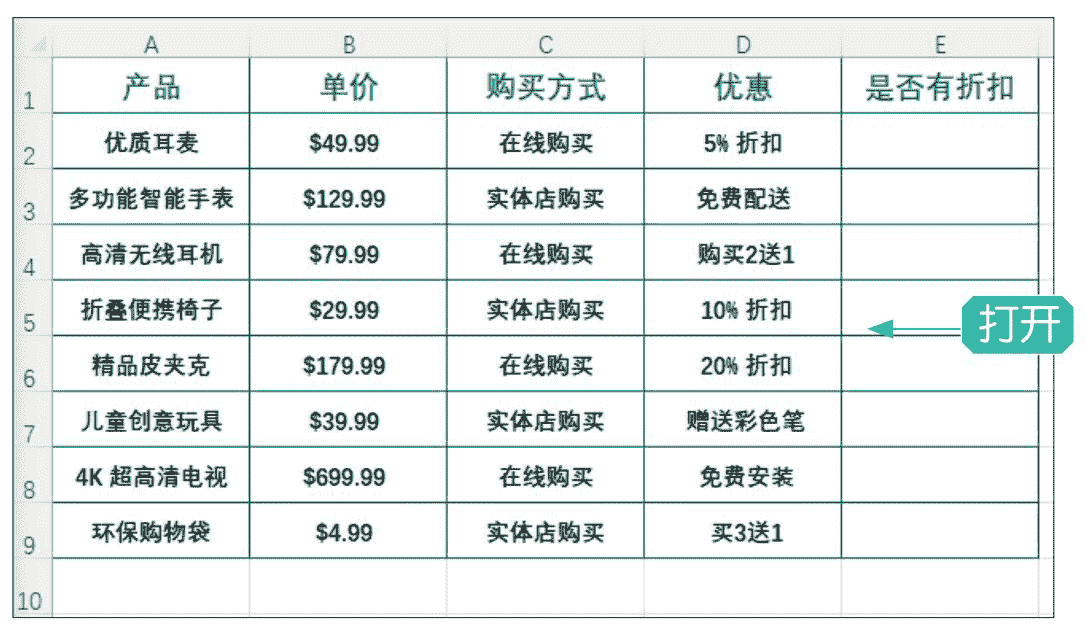 A B C D E
1 产品 单价 购买方式 优惠 是否有折扣
2 优质耳麦 $49.99 在线购买 5% 折扣
3 多功能智能手表 $129.99 实体店购买 免费配送
4 高清无线耳机 $79.99 在线购买 购买2送1
5 折叠便携椅子 $29.99 实体店购买 10% 折扣
打开
6 精品皮夹克 $179.99 在线购买 20% 折扣
7 儿童创意玩具 $39.99 实体店购买 赠送彩色笔
8 4K 超高清电视 $699.99 在线购买 免费安装
9 环保购物袋 $4.99 实体店购买 买3送1
10